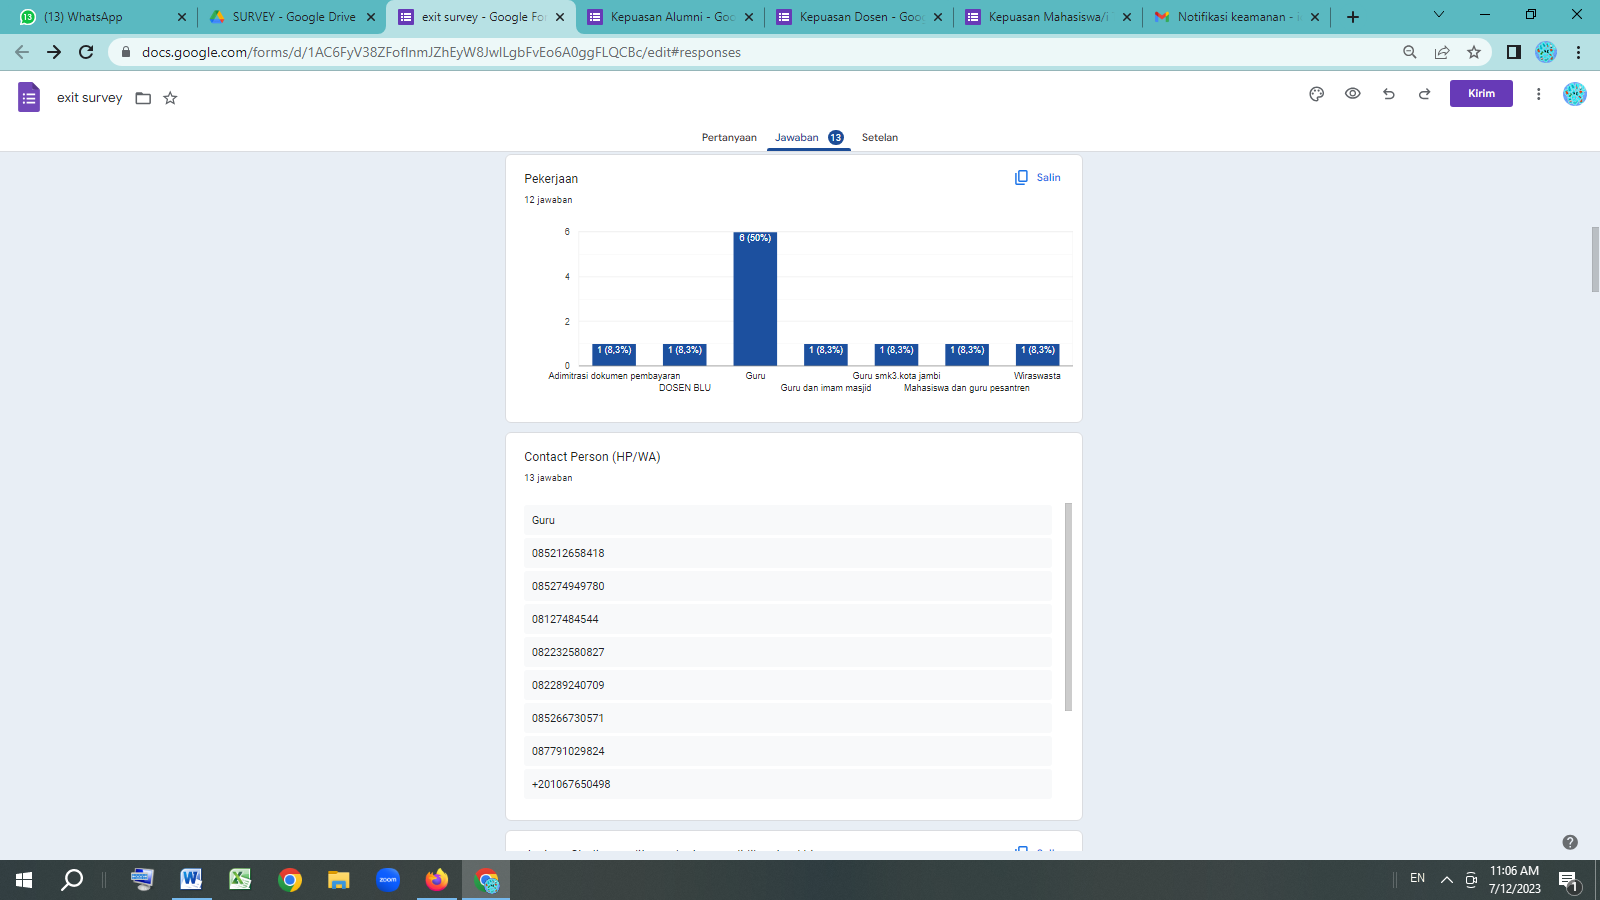 (13) WhatsApp
SURVEY - Google Drive
exit survey - Google Fo
Kepuasan Alumni - Goo
Kepuasan Dosen - Goog
Kepuasan Mahasiswa/i
Notifikasi keamanan - i
docs.google.com/forms/d/1AC6FyV38ZFofInmJZhEyW8JwILgbFvEo6A0ggFLQCBc/edit#responses
exit survey
Kirim
Pertanyaan
Jawaban 13
Setelan
Pekerjaan
Salin
12 jawaban
6
4
2
0
1 (8,3%)
1 (8,3%)
6 (50%)
1 (8,3%)
1 (8,3%)
1 (8,3%)
1 (8,3%)
Adimitrasi dokumen pembayaran
DOSEN BLU
Guru
Guru dan imam masjid
Guru smk3.kota jambi
Mahasiswa dan guru pesantren
Wiraswasta
Contact Person (HP/WA)
13 jawaban
Guru
085212658418
085274949780
08127484544
082232580827
082289240709
085266730571
087791029824
+201067650498
zoom
EN
11:06 AM
7/12/2023
1